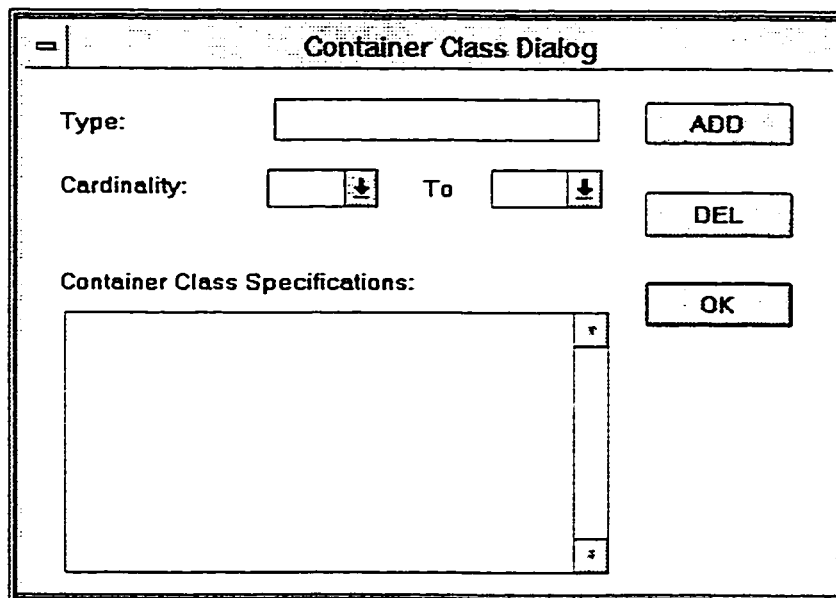 Container Class Dialog
Type:
ADD
Cardinality:
To
DEL
Container Class Specifications:
OK